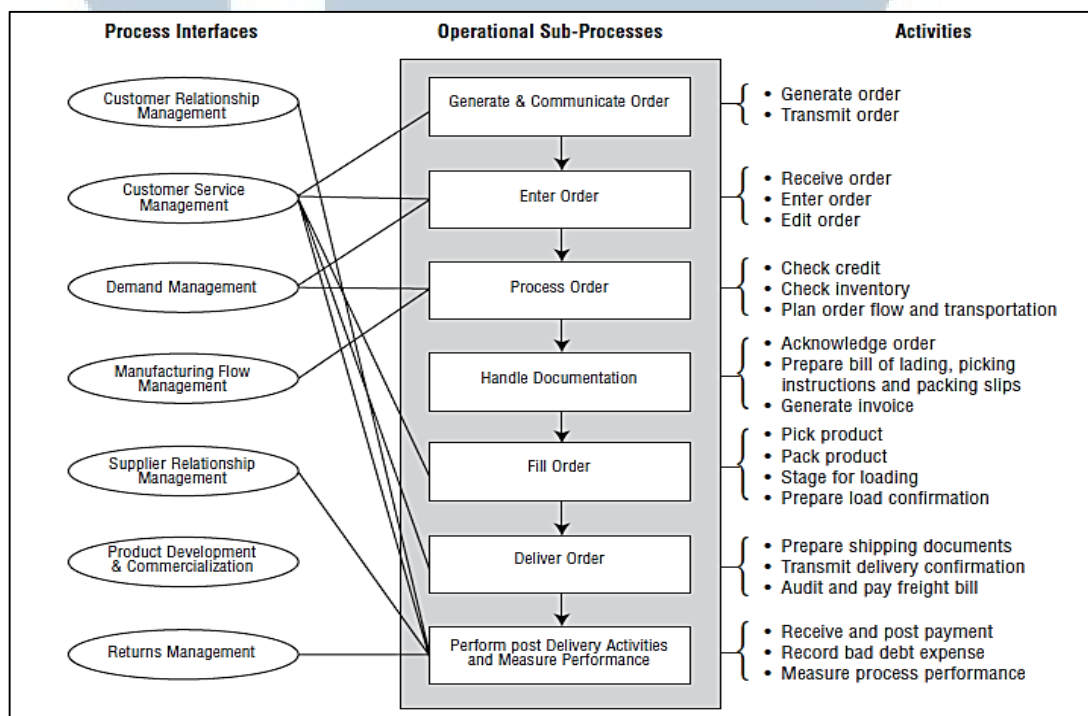 Process Interfaces
Operational Sub-Processes
Activities
Customer Relationship
Management
Customer Service
Management
Demand Management
Manufacturing Flow
Management
Supplier Relationship
Management
Product Development
& Commercialization
Returns Management
Generate & Communicate Order
Enter Order
Process Order
Handle Documentation
Fill Order
Deliver Order
Perform post Delivery Activities
and Measure Performance
• Generate order
• Transmit order
• Receive order
• Enter order
• Edit order
• Check credit
• Check inventory
• Plan order flow and transportation
• Acknowledge order
• Prepare bill of lading, picking
instructions and packing slips
• Generate invoice
• Pick product
• Pack product
• Stage for loading
• Prepare load confirmation
• Prepare shipping documents
• Transmit delivery confirmation
• Audit and pay freight bill
• Receive and post payment
• Record bad debt expense
• Measure process performance